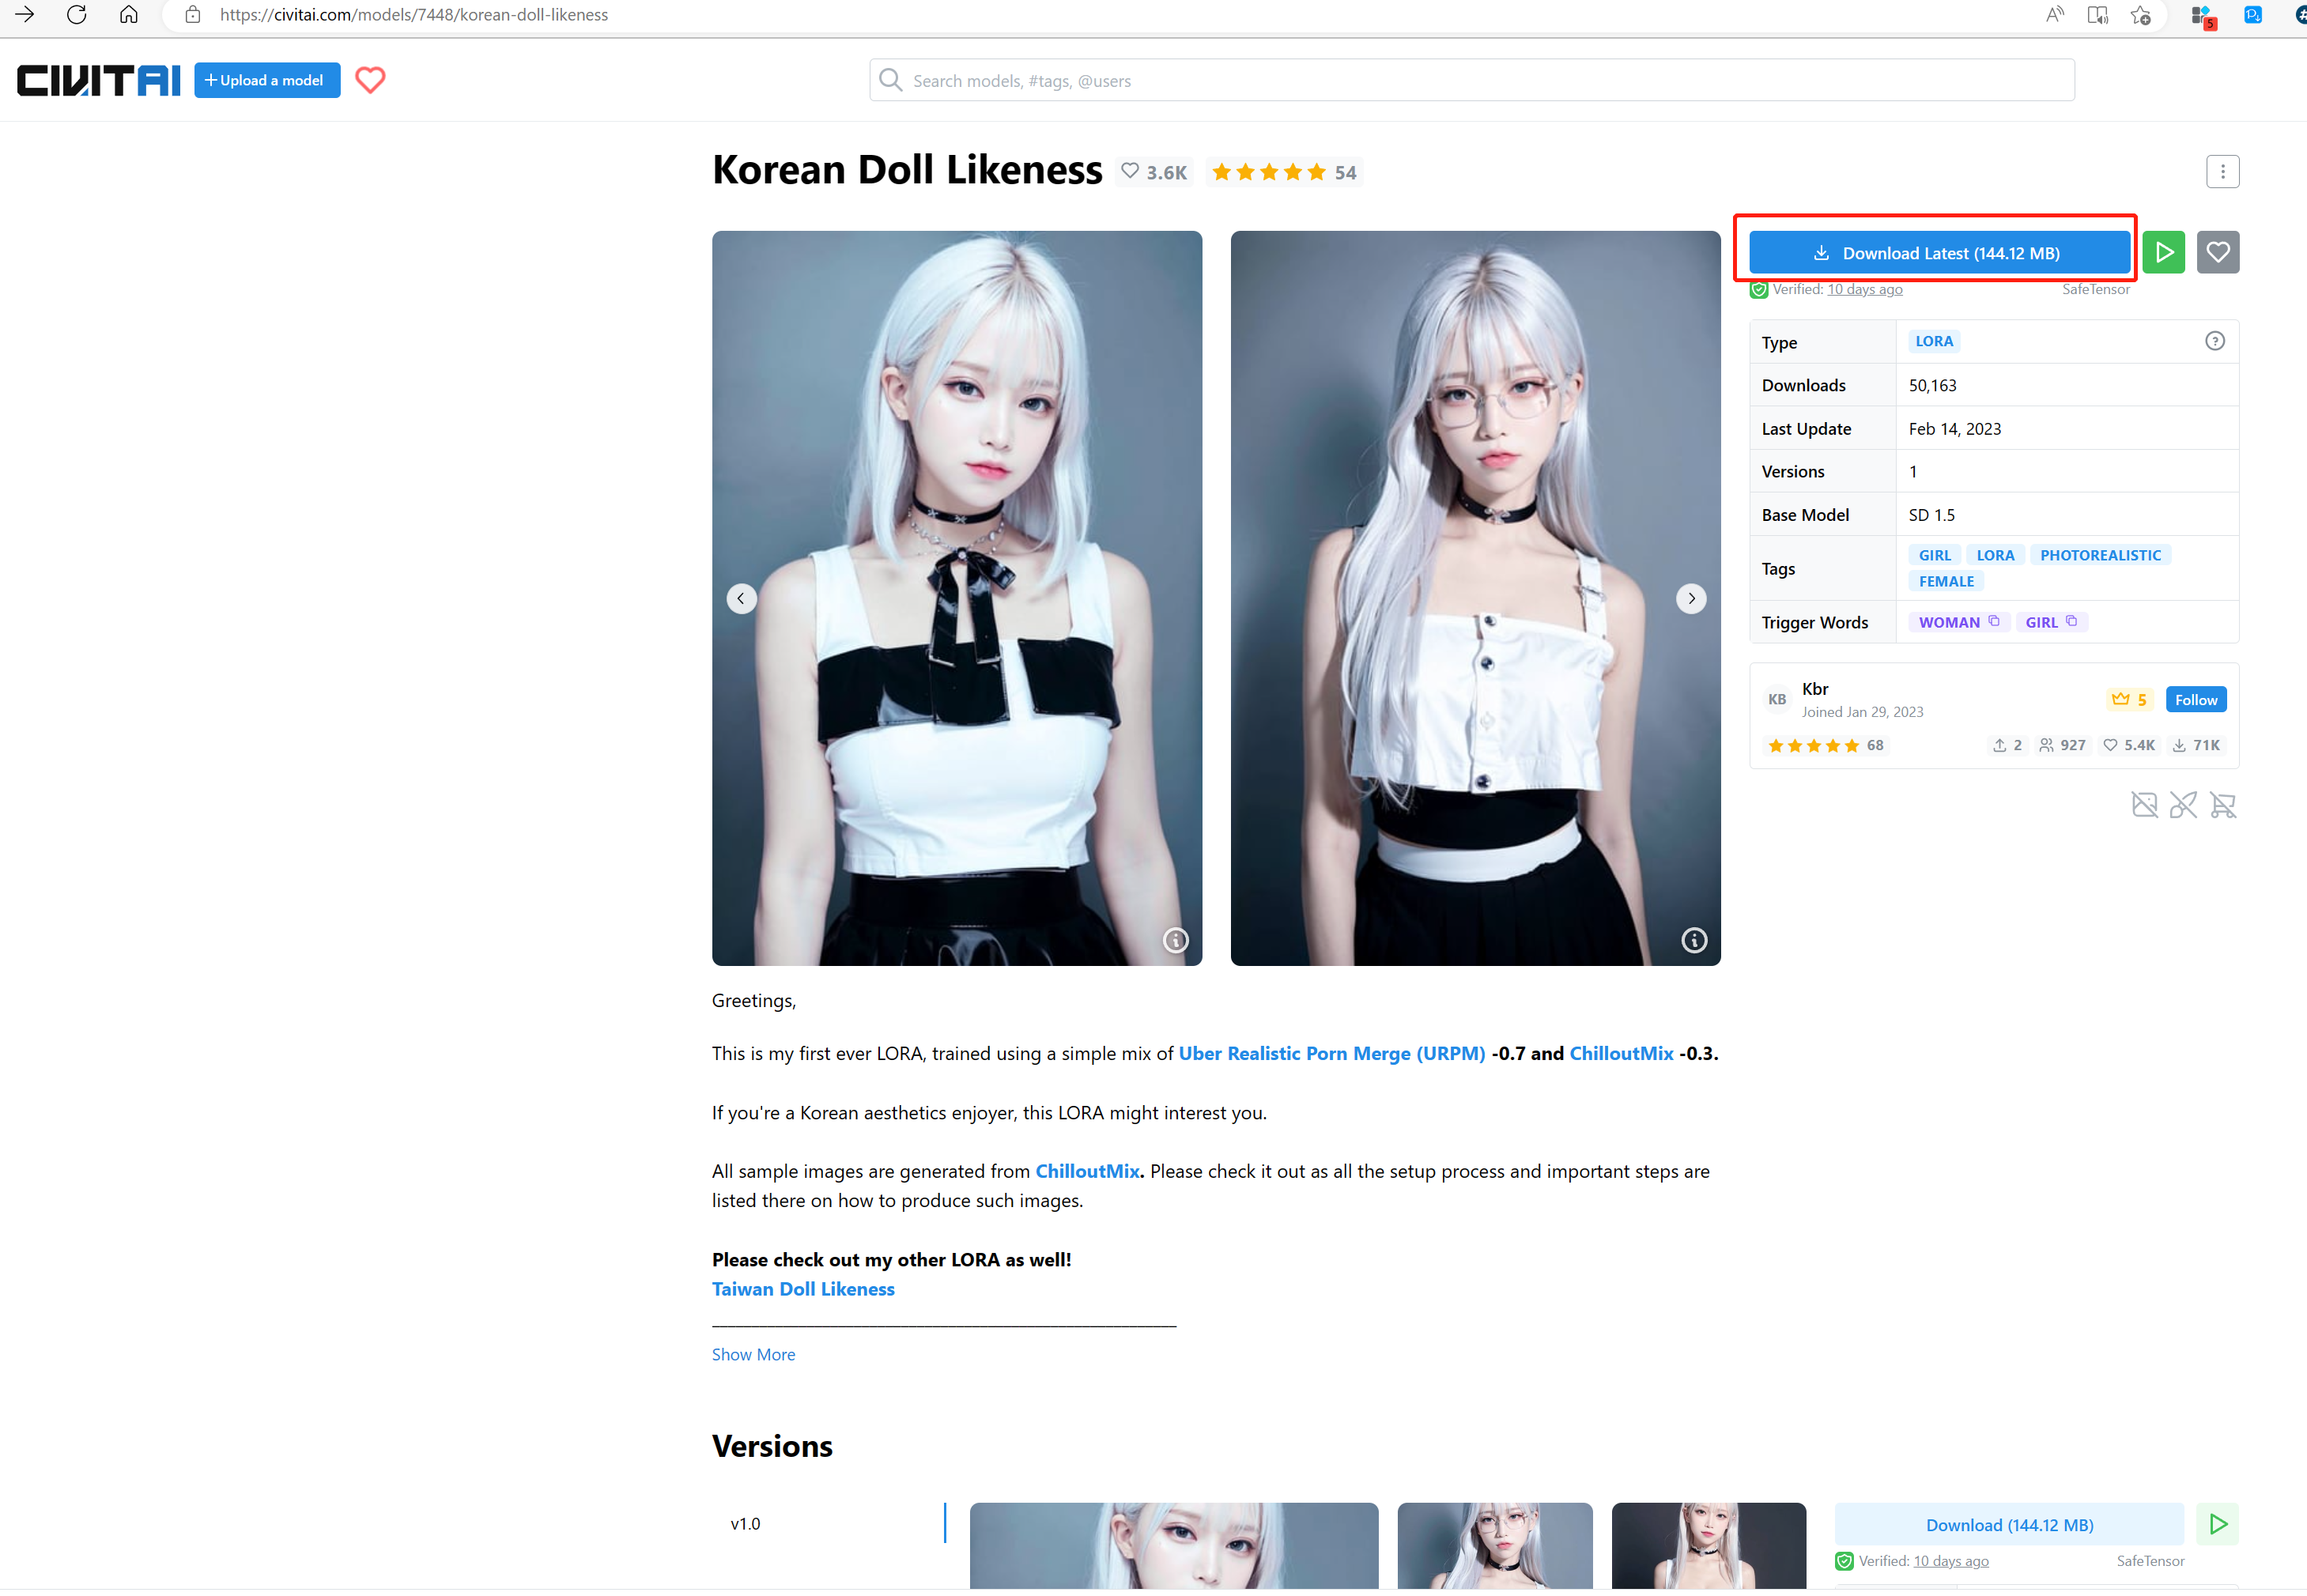 https://civitai.com/models/7448/korean-doll-likeness
5
CIVITAI
+ Upload a model
Search models, #tags, @users
Korean Doll Likeness
3.6K
54
Download Latest (144.12 MB)
Verified: 10 days ago
SafeTensor
Type
LORA
Downloads
50,163
Last Update
Feb 14, 2023
Versions
1
Base Model
SD 1.5
Tags
GIRL LORA PHOTOREALISTIC
FEMALE
Trigger Words
WOMAN GIRL
KB
Kbr
Joined Jan 29, 2023
5
Follow
68
2 927 5.4K 71K
Greetings,
This is my first ever LORA, trained using a simple mix of Uber Realistic Porn Merge (URPM) -0.7 and ChilloutMix -0.3.
If you're a Korean aesthetics enjoyer, this LORA might interest you.
All sample images are generated from ChilloutMix. Please check it out as all the setup process and important steps are
listed there on how to produce such images.
Please check out my other LORA as well!
Taiwan Doll Likeness
Show More
Versions
v1.0
Download (144.12 MB)
Verified: 10 days ago
SafeTensor